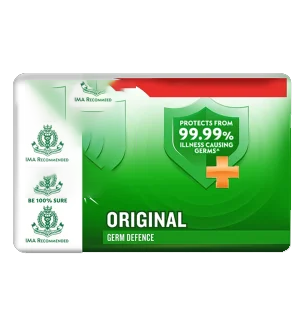 IMA RECOMMENDED
PROTECTS FROM
99.99%
ILLNESS CAUSING
GERMS^
IMA RECOMMENDED
BE 100% SURE
IMA RECOMMENDED
ORIGINAL
GERM DEFENCE